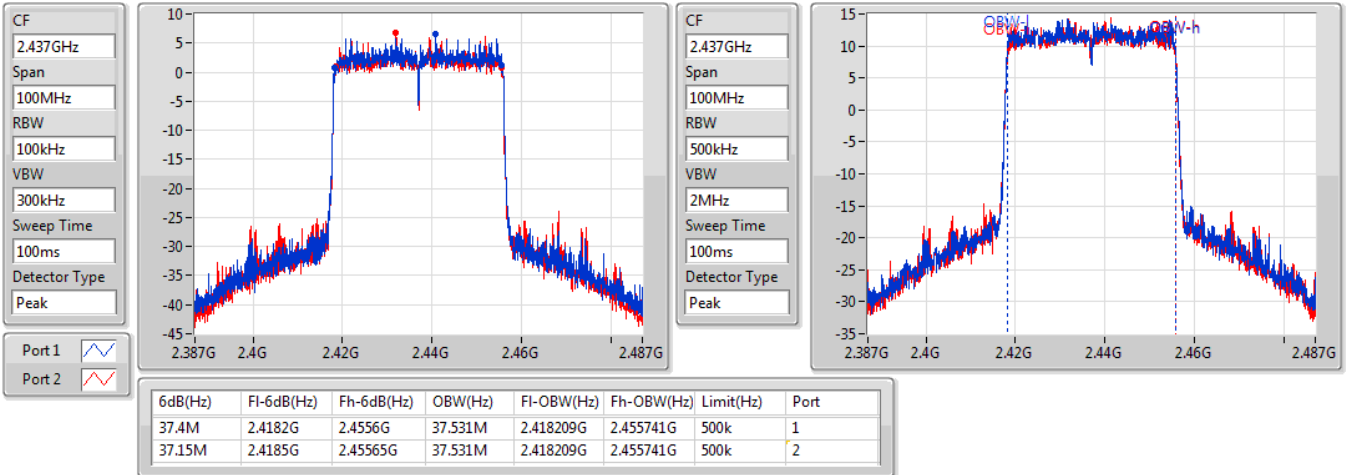 CF
2.437GHz
Span
100MHz
RBW
100kHz
VBW
300kHz
Sweep Time
100ms
Detector Type
Peak
Port 1
Port 2
10
5
0
-5
-10
-15
-20
-25
-30
-35
-40
-45
2.387G 2.4G 2.42G 2.44G 2.46G 2.487G
CF
2.437GHz
Span
100MHz
RBW
500kHz
VBW
2MHz
Sweep Time
100ms
Detector Type
Peak
15
10
5
0
-5
-10
-15
-20
-25
-30
-35
OBW-l
OBW-h
2.387G 2.4G 2.42G 2.44G 2.46G 2.487G
6dB(Hz) Fl-6dB(Hz) Fh-6dB(Hz) OBW(Hz) Fl-OBW(Hz) Fh-OBW(Hz) Limit(Hz) Port
37.4M 2.4182G 2.4556G 37.531M 2.418209G 2.455741G 500k 1
37.15M 2.4185G 2.45565G 37.531M 2.418209G 2.455741G 500k 2